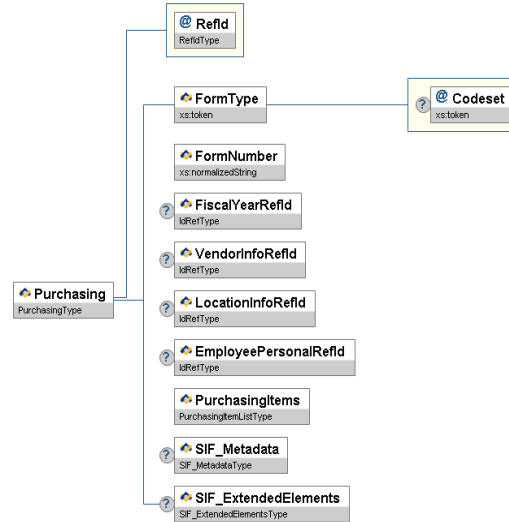 @ RefId
RefIdType
FormType
xs:token
? @ Codeset
xs:token
FormNumber
xs:normalizedString
? FiscalYearRefId
IdRefType
? VendorInfoRefId
IdRefType
Purchasing
PurchasingType
? LocationInfoRefId
IdRefType
? EmployeePersonalRefId
IdRefType
PurchasingItems
PurchasingItemListType
? SIF_Metadata
SIF_MetadataType
? SIF_ExtendedElements
SIF_ExtendedElementsType